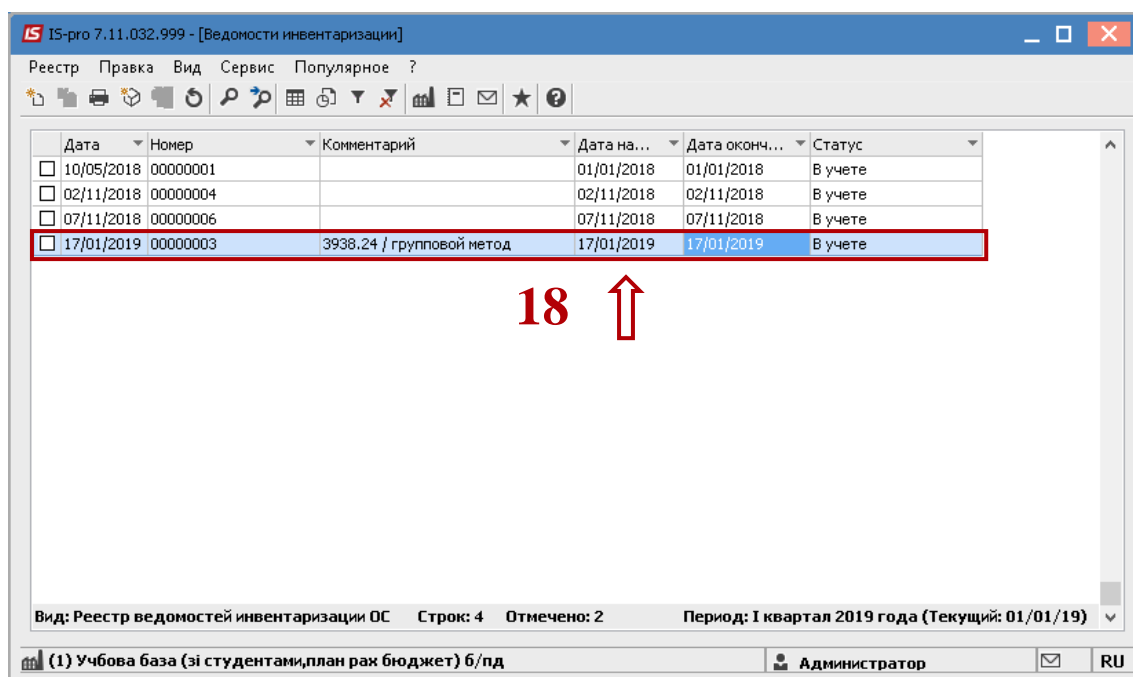 IS IS-pro 7.11.032.999 - [Ведомости инвентаризации]
Реестр Правка Вид Сервис Популярное ?
Дата Номер Комментарий Дата на... Дата оконч... Статус
10/05/2018 00000001 01/01/2018 01/01/2018 В учете
02/11/2018 00000004 02/11/2018 02/11/2018 В учете
07/11/2018 00000006 07/11/2018 07/11/2018 В учете
17/01/2019 00000003 3938.24 / групповой метод 17/01/2019 17/01/2019 В учете
18
Вид: Реестр ведомостей инвентаризации ОС Строк: 4 Отмечено: 2 Период: I квартал 2019 года (Текущий: 01/01/19)
(1) Учбова база (зі студентами,план рах бюджет) б/пд Администратор RU